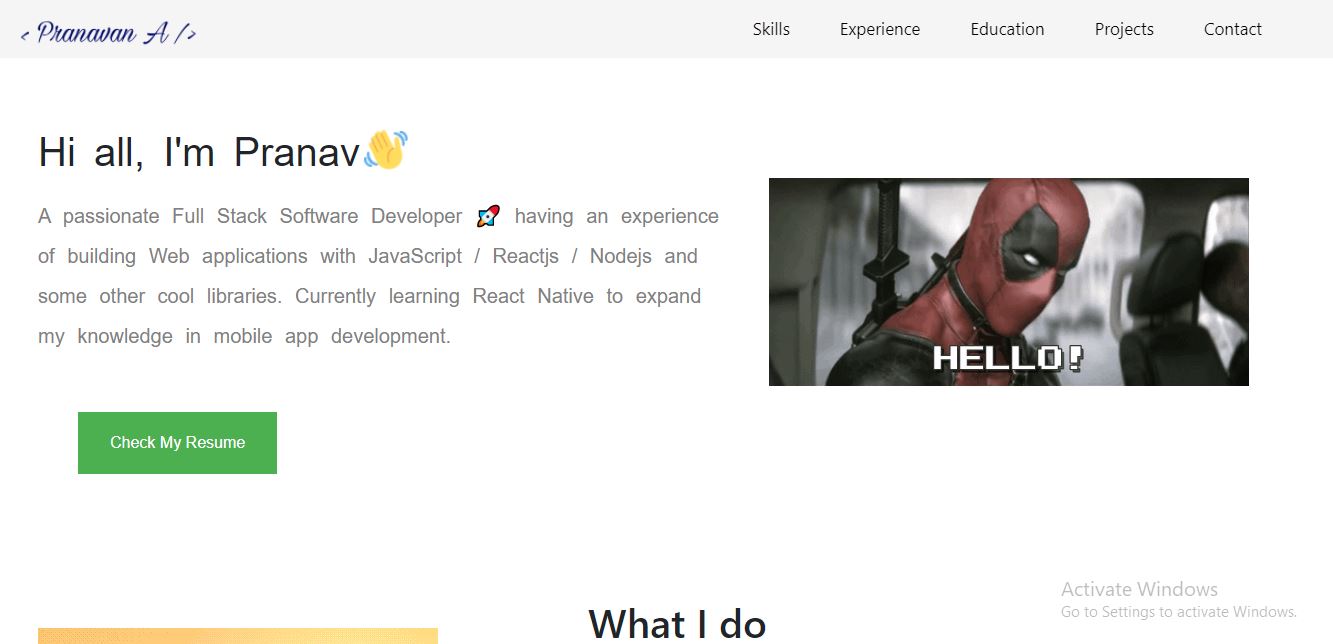 < Pranavan A />
Skills Experience Education Projects Contact
Hi all, I'm Pranav👋
A passionate Full Stack Software Developer 🚀 having an experience
of building Web applications with JavaScript / Reactjs / Nodejs and
some other cool libraries. Currently learning React Native to expand
my knowledge in mobile app development.
HELLO!
Check My Resume
What I do
Activate Windows
Go to Settings to activate Windows.